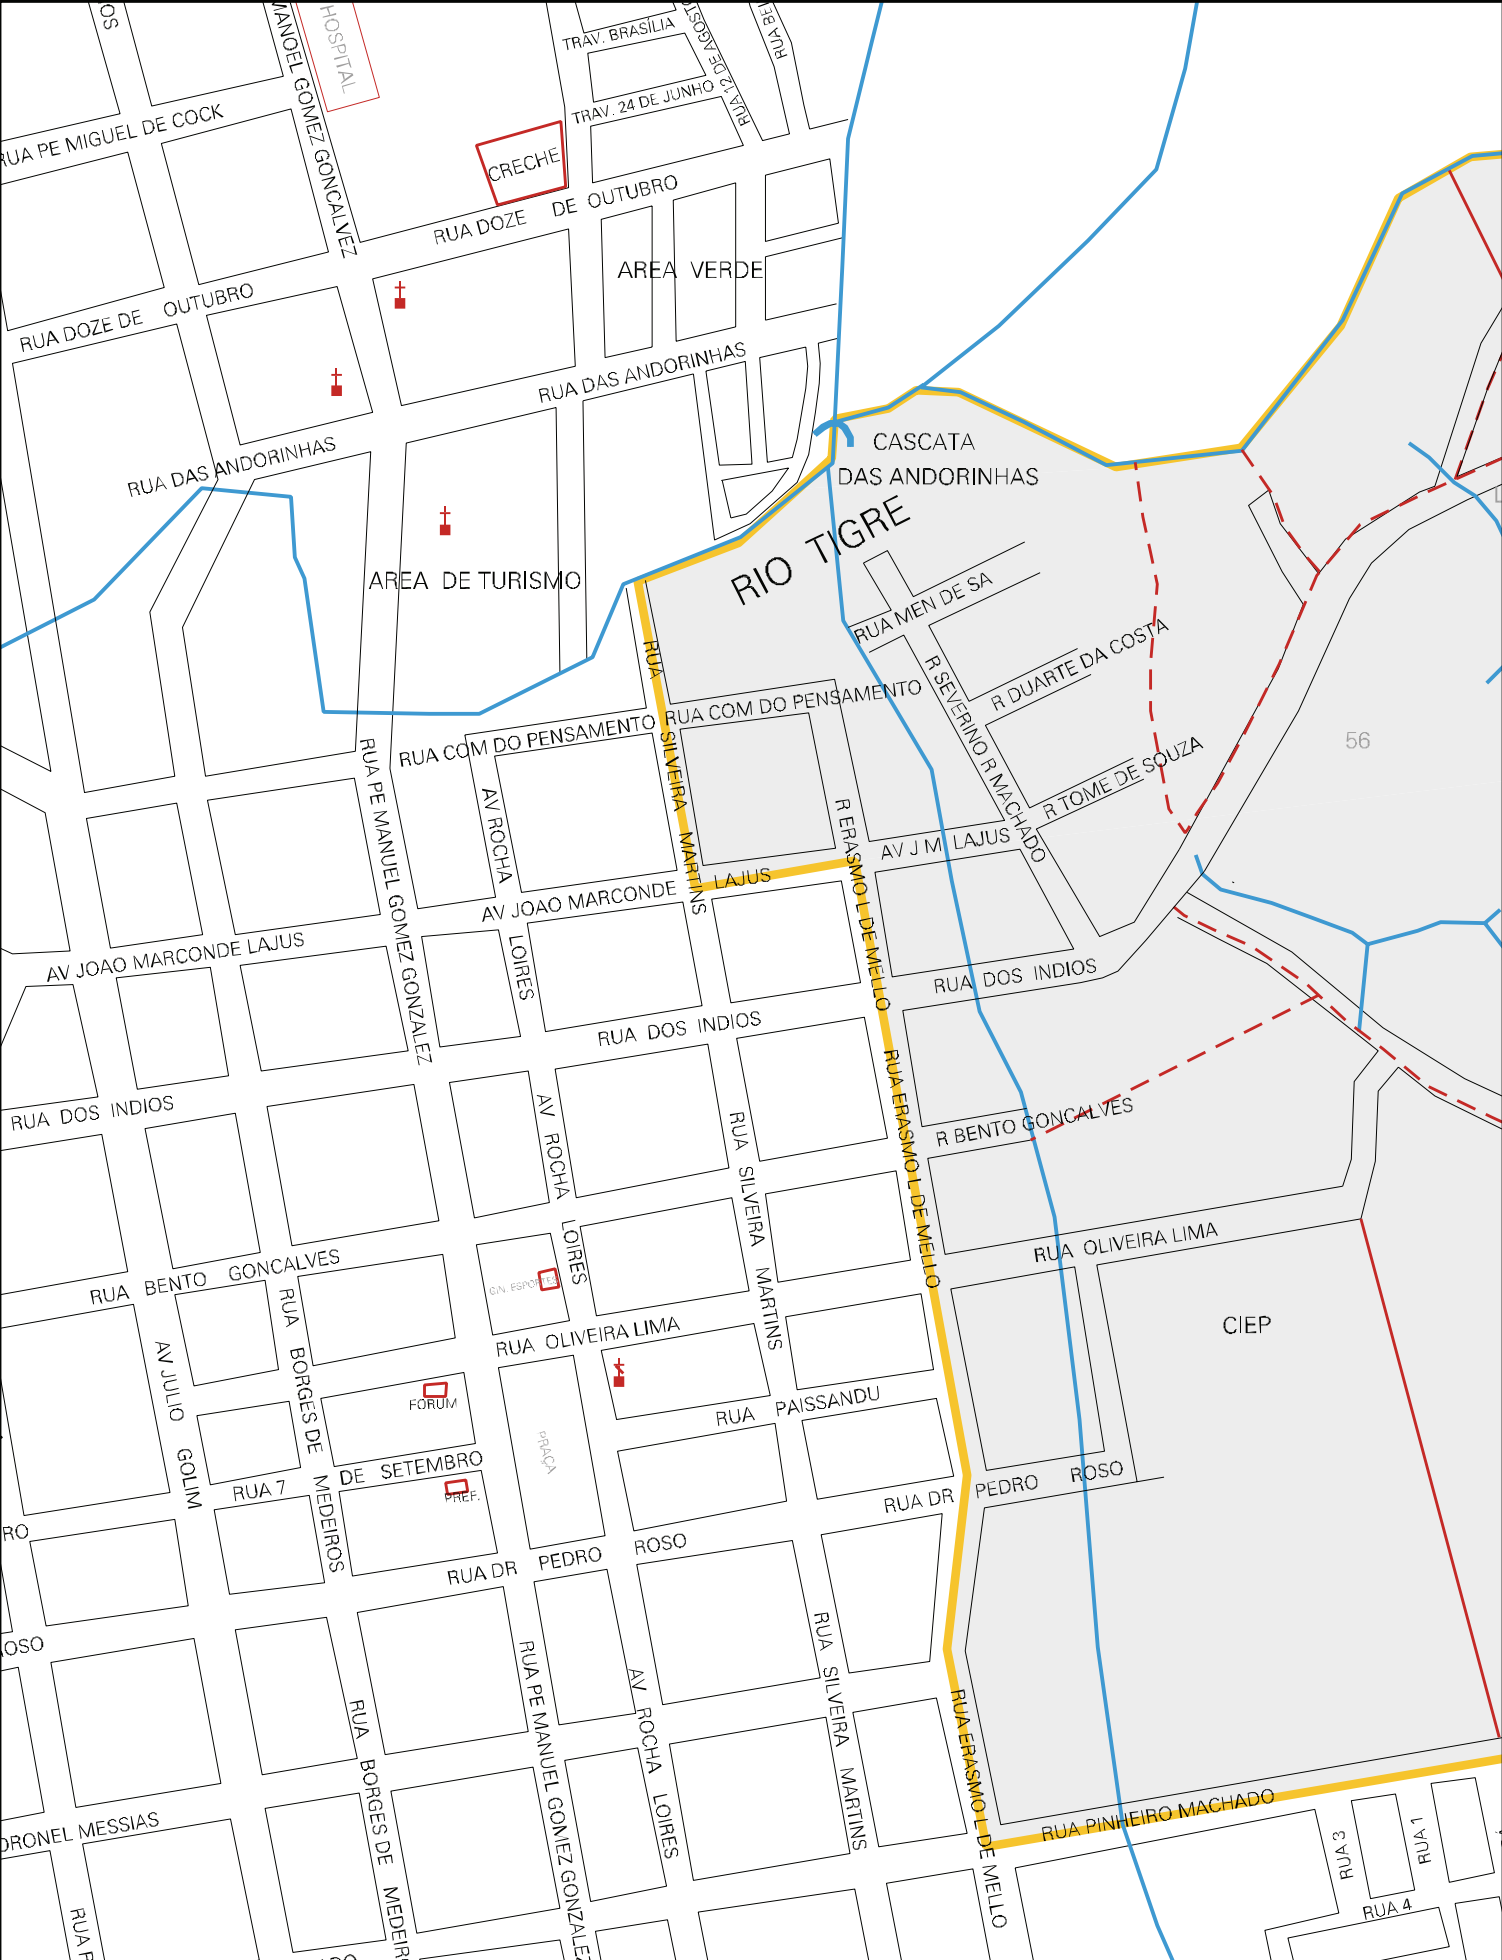 HOSPITAL
MANOEL GOMEZ GONCALVEZ
TRAV. BRASÍLIA
RUA 12 DE AGOSTO
TRAV. 24 DE JUNHO
RUA PE MIGUEL DE COCK
CRECHE
RUA DOZE DE OUTUBRO
AREA VERDE
RUA DOZE DE OUTUBRO
RUA DAS ANDORINHAS
RUA DAS ANDORINHAS
CASCATA
DAS ANDORINHAS
RIO TIGRE
AREA DE TURISMO
RUA MEN DE SA
R DUARTE DA COSTA
R SEVERINO R MACHADO
RUA SILVEIRA MARTINS
RUA COM DO PENSAMENTO
RUA COM DO PENSAMENTO
R TOME DE SOUZA
56
RUA PE MANUEL GOMEZ GONZALEZ
AV ROCHA LOIRES
R ERASMO L DE MELLO
AV J M LAJUS
AV JOAO MARCONDE LAJUS
AV JOAO MARCONDE LAJUS
RUA DOS INDIOS
RUA DOS INDIOS
RUA DOS INDIOS
RUA ERASMO L DE MELLO
AV ROCHA LOIRES
RUA SILVEIRA MARTINS
R BENTO GONCALVES
RUA OLIVEIRA LIMA
RUA BENTO GONCALVES
GIN. ESPORTES
RUA OLIVEIRA LIMA
CIEP
RUA BORGES DE MEDEIROS
AV JULIO GOLIM
FORUM
RUA PAISSANDU
PRAÇA
RUA 7 DE SETEMBRO
PREF.
RUA DR PEDRO ROSO
RO
RUA DR PEDRO ROSO
OSO
RUA PE MANUEL GOMEZ GONZALEZ
AV ROCHA LOIRES
RUA SILVEIRA MARTINS
RUA ERASMO L DE MELLO
RUA BORGES DE MEDEIR
RUA PINHEIRO MACHADO
ORONEL MESSIAS
RUA 3
RUA 1
RUA 4